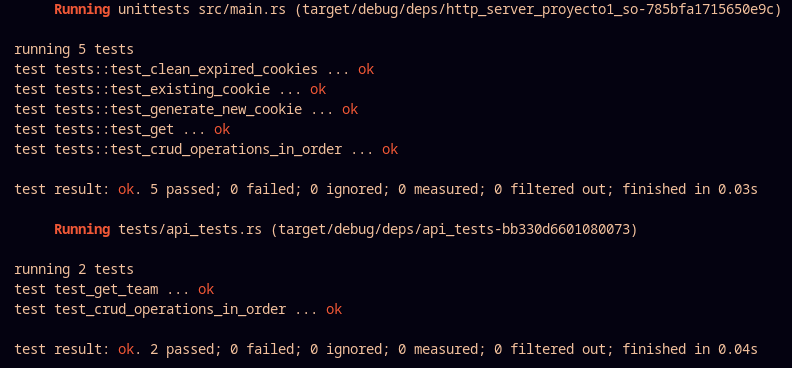 Running unittests src/main.rs (target/debug/deps/http_server_proyecto1_so-785bfa1715650e9c)
running 5 tests
test tests::test_clean_expired_cookies ... ok
test tests::test_existing_cookie ... ok
test tests::test_generate_new_cookie ... ok
test tests::test_get ... ok
test tests::test_crud_operations_in_order ... ok
test result: ok. 5 passed; 0 failed; 0 ignored; 0 measured; 0 filtered out; finished in 0.03s
Running tests/api_tests.rs (target/debug/deps/api_tests-bb330d6601080073)
running 2 tests
test test_get_team ... ok
test test_crud_operations_in_order ... ok
test result: ok. 2 passed; 0 failed; 0 ignored; 0 measured; 0 filtered out; finished in 0.04s